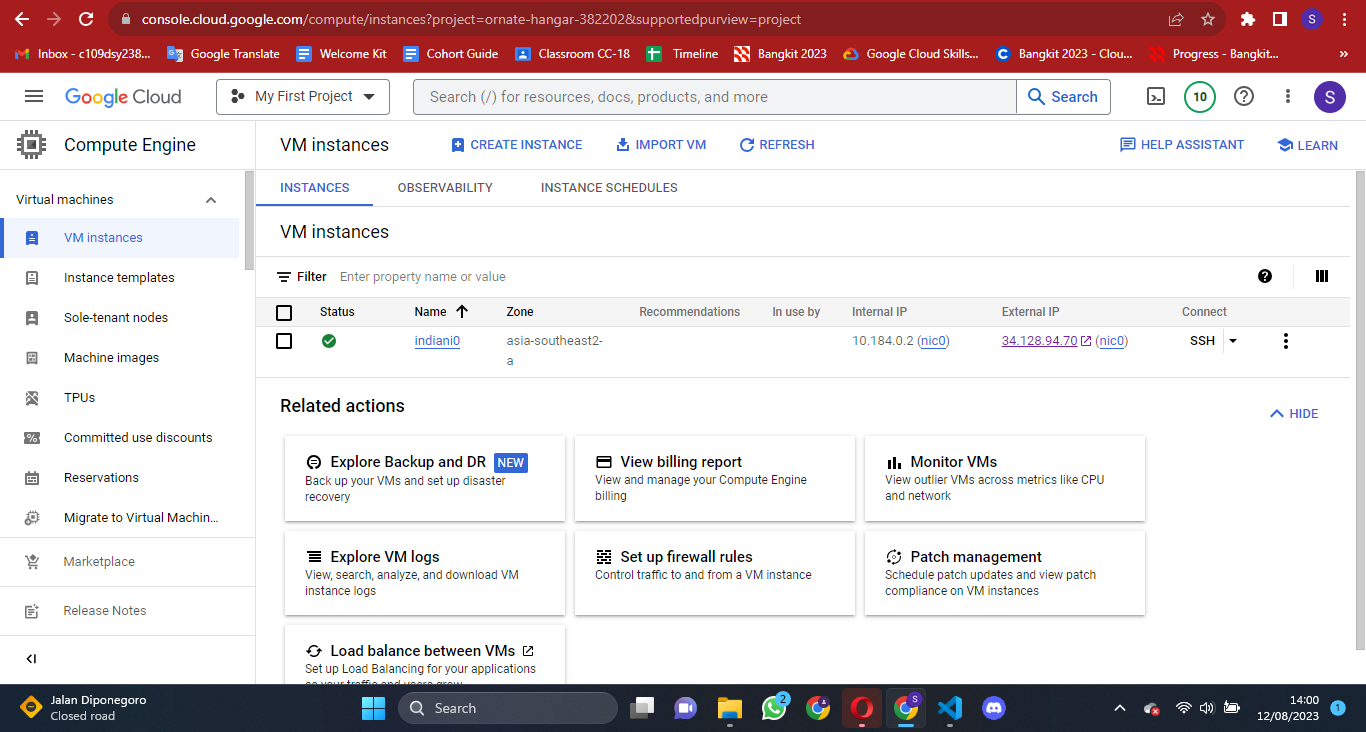 console.cloud.google.com/compute/instances?project=ornate-hangar-382202&supportedpurview=project
S
Inbox - c109dsy238...
Google Translate
Welcome Kit
Cohort Guide
Classroom CC-18
Timeline
Bangkit 2023
Google Cloud Skills...
Bangkit 2023 - Clou...
Progress - Bangkit...
»
Google Cloud
My First Project
Search (/) for resources, docs, products, and more
Search
10
S
Compute Engine
VM instances
CREATE INSTANCE
IMPORT VM
REFRESH
HELP ASSISTANT
LEARN
Virtual machines
VM instances
Instance templates
Sole-tenant nodes
Machine images
TPUs
Committed use discounts
Reservations
Migrate to Virtual Machin...
Marketplace
Release Notes
INSTANCES
OBSERVABILITY
INSTANCE SCHEDULES
VM instances
Filter
Enter property name or value
Status
Name
Zone
Recommendations
In use by
Internal IP
External IP
Connect
indiani0
asia-southeast2-
a
10.184.0.2 (nic0)
34.128.94.70 (nic0)
SSH
Related actions
HIDE
Explore Backup and DR NEW
Back up your VMs and set up disaster
recovery
View billing report
View and manage your Compute Engine
billing
Monitor VMs
View outlier VMs across metrics like CPU
and network
Explore VM logs
View, search, analyze, and download VM
instance logs
Set up firewall rules
Control traffic to and from a VM instance
Patch management
Schedule patch updates and view patch
compliance on VM instances
Load balance between VMs
Set up Load Balancing for your applications
as your traffic and users grow
Jalan Diponegoro
Closed road
Search
2
S
14:00
12/08/2023
1